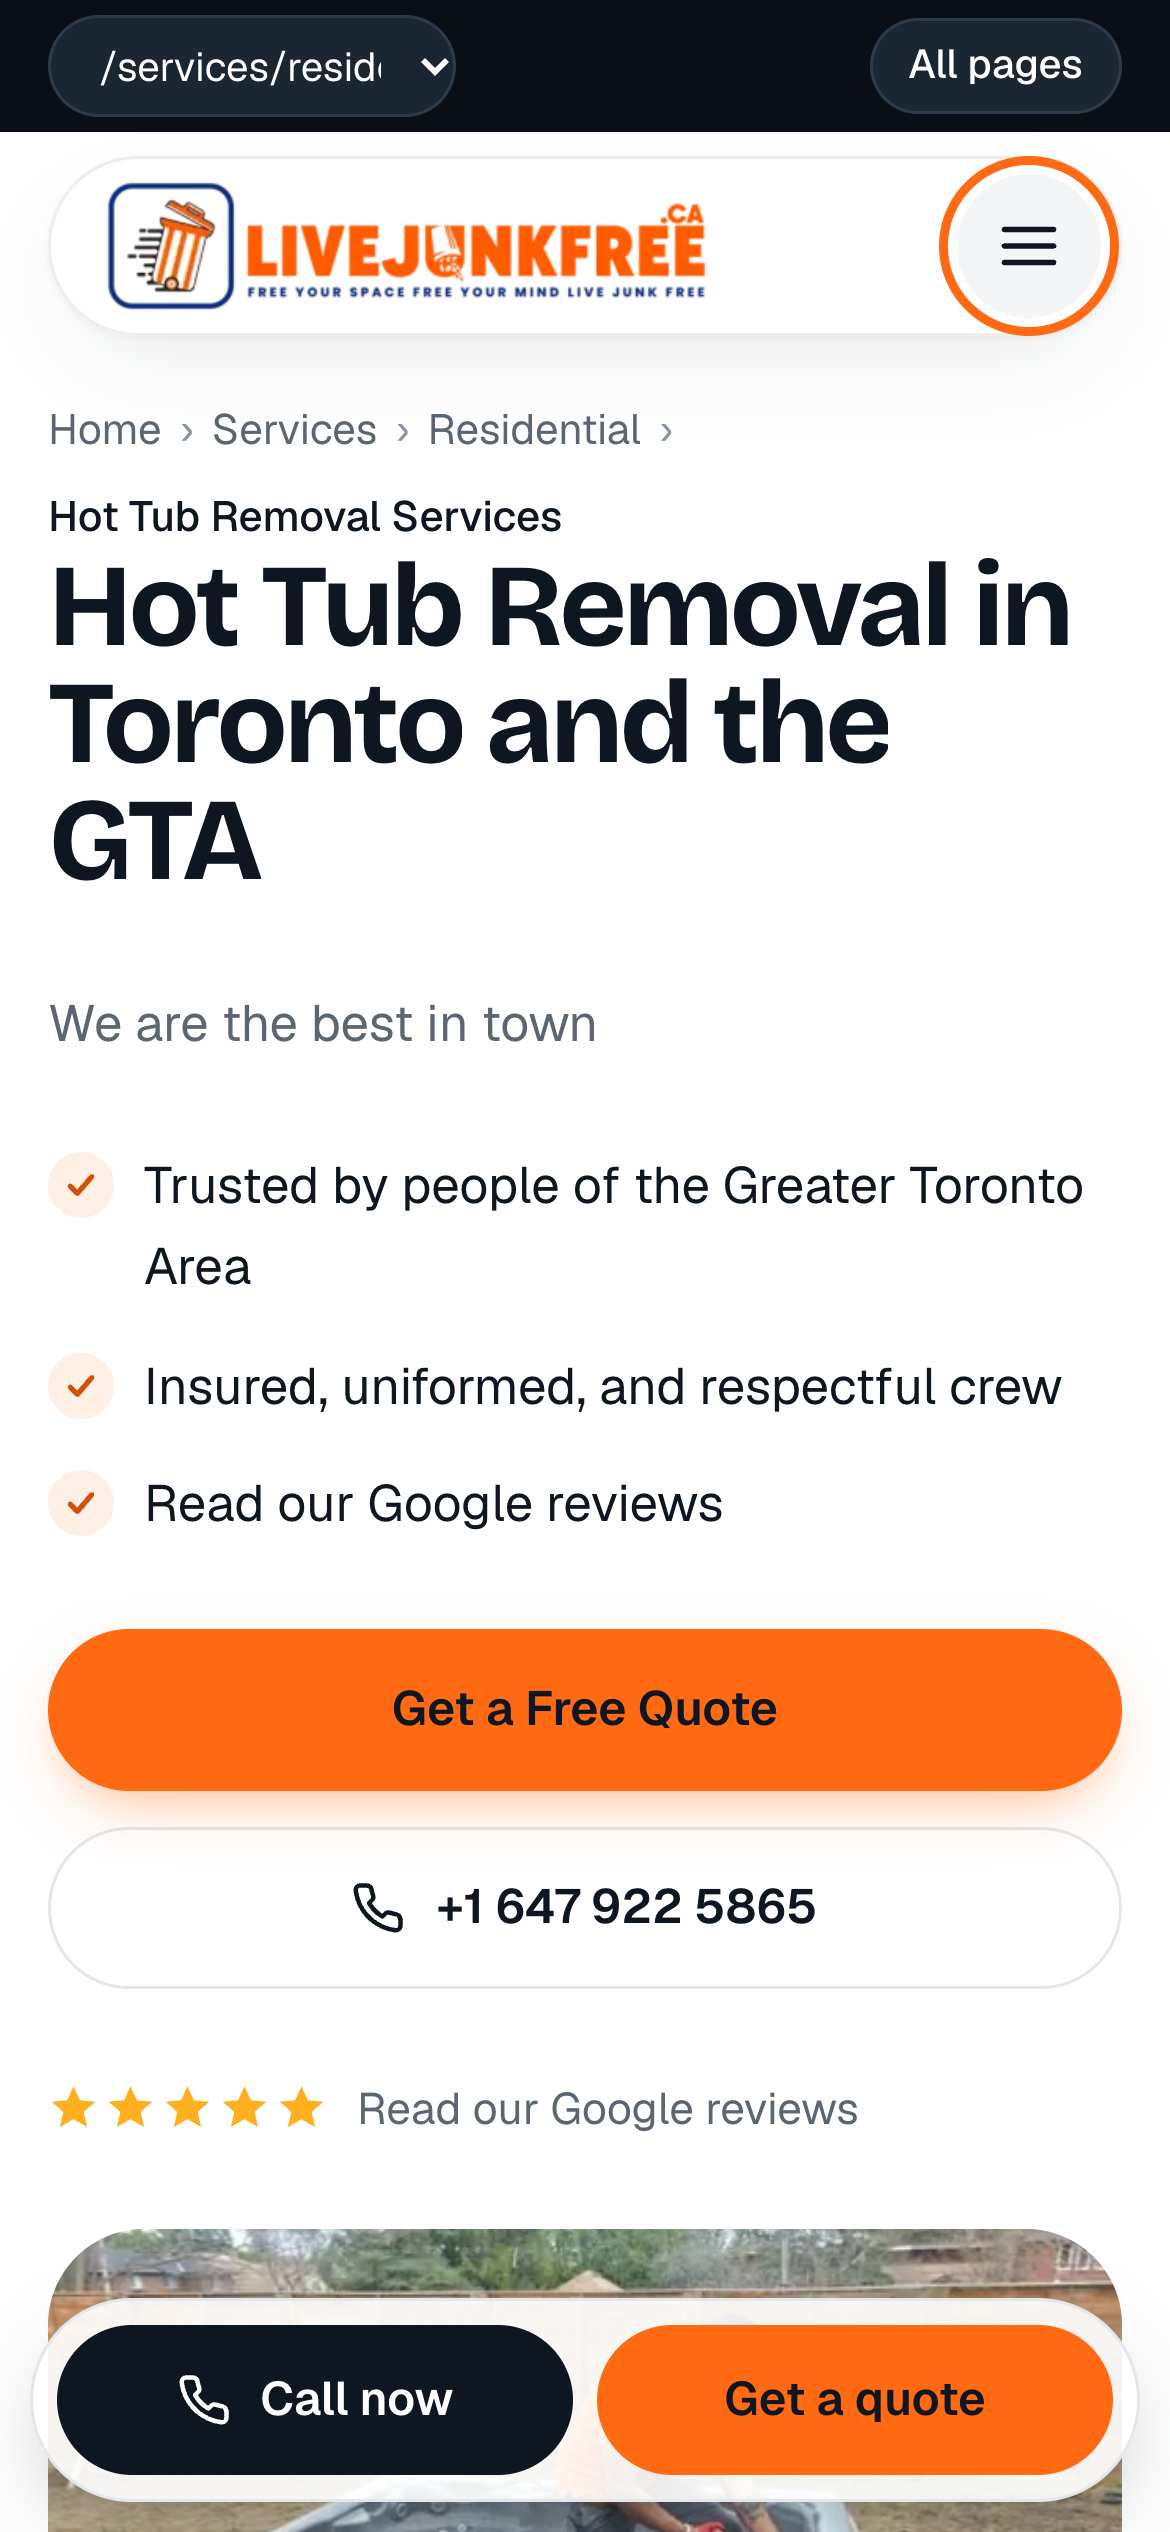 /services/resid
All pages
.CA
LIVEJUNKFREE
FREE YOUR SPACE FREE YOUR MIND LIVE JUNK FREE
Home › Services › Residential ›
Hot Tub Removal Services
Hot Tub Removal in
Toronto and the
GTA
We are the best in town
Trusted by people of the Greater Toronto
Area
Insured, uniformed, and respectful crew
Read our Google reviews
Get a Free Quote
+1 647 922 5865
Read our Google reviews
Call now
Get a quote